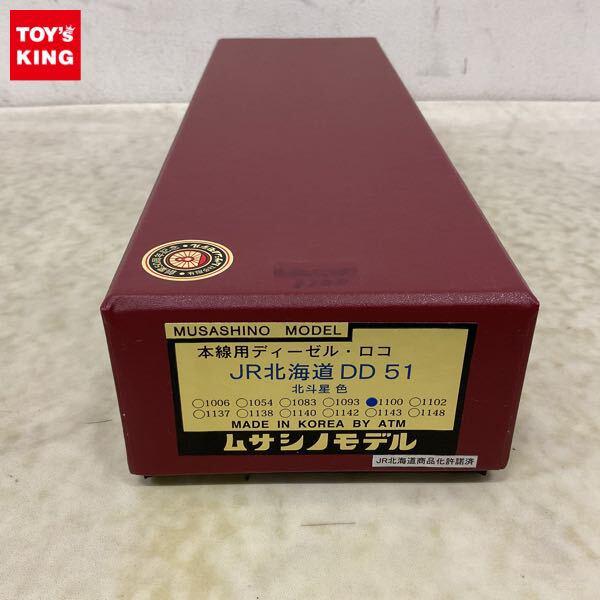 TOY'S
KING
MUSASHINO MODEL
本線用ディーゼル・ロコ
JR北海道 DD 51
北斗星 色
○1006 ○1054 ○1083 ○1093 ●1100 ○1102
○1137 ○1138 ○1140 ○1142 ○1143 ○1148
MADE IN KOREA BY ATM
ムサシノモデル
JR北海道商品化許諾済